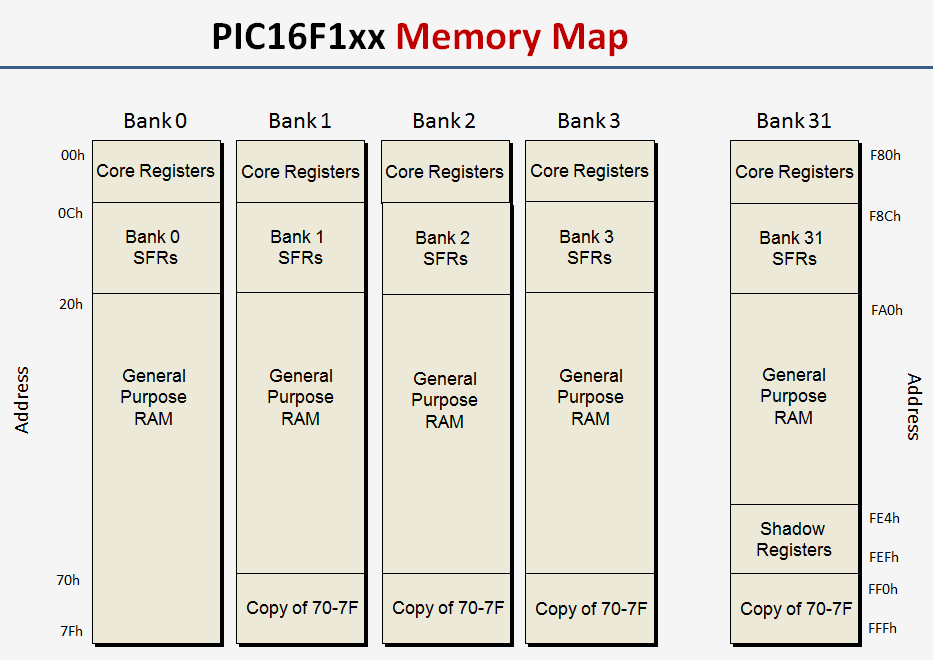 PIC16F1xx Memory Map
Bank 0
Bank 1
Bank 2
Bank 3
Bank 31
00h
0Ch
20h
70h
7Fh
Address
Core Registers
Bank 0
SFRs
General
Purpose
RAM
Core Registers
Bank 1
SFRs
General
Purpose
RAM
Copy of 70-7F
Core Registers
Bank 2
SFRs
General
Purpose
RAM
Copy of 70-7F
Core Registers
Bank 3
SFRs
General
Purpose
RAM
Copy of 70-7F
Core Registers
Bank 31
SFRs
General
Purpose
RAM
Shadow
Registers
Copy of 70-7F
F80h
F8Ch
FA0h
FE4h
FEFh
FF0h
FFFh
Address